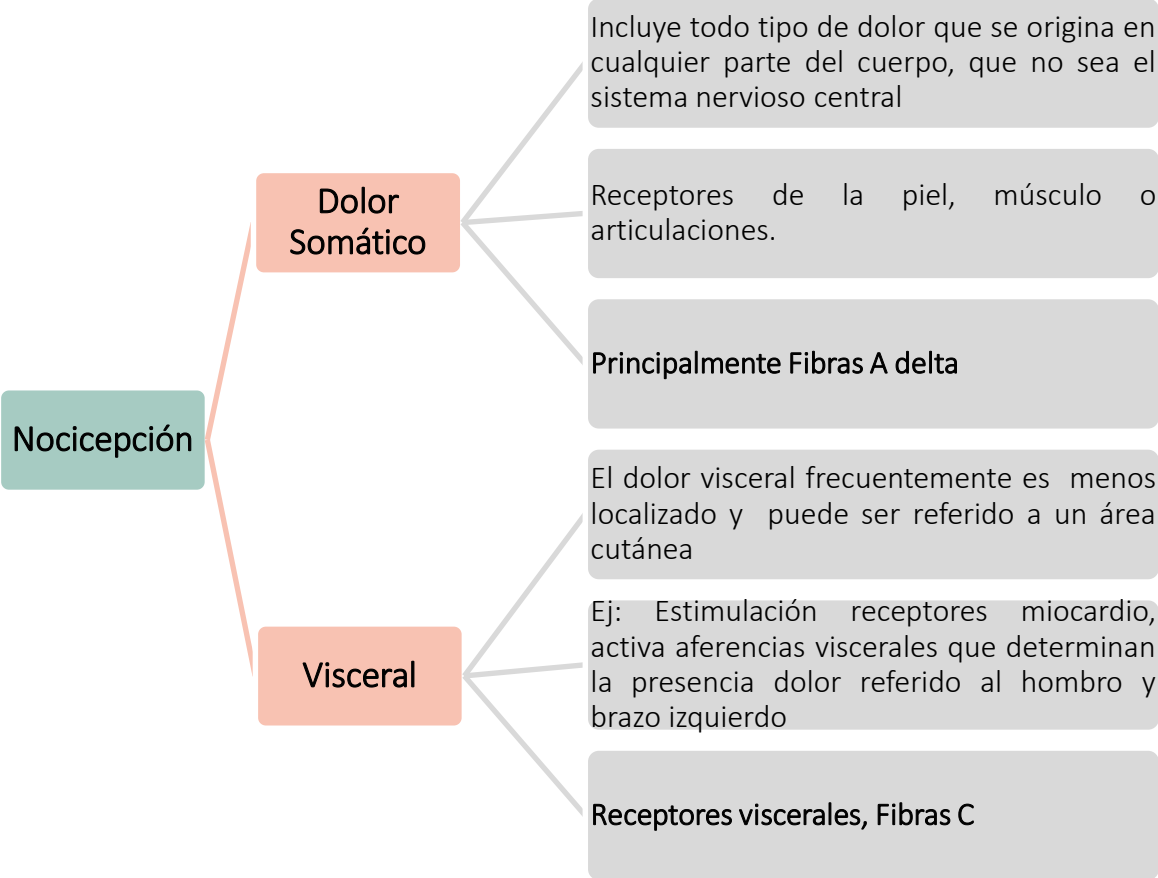 Incluye todo tipo de dolor que se origina en
cualquier parte del cuerpo, que no sea el
sistema nervioso central
Dolor
Somático
Receptores de la piel, músculo o
articulaciones.
Principalmente Fibras A delta
Nocicepción
El dolor visceral frecuentemente es menos
localizado y puede ser referido a un área
cutánea
Visceral
Ej: Estimulación receptores miocardio,
activa aferencias viscerales que determinan
la presencia dolor referido al hombro y
brazo izquierdo
Receptores viscerales, Fibras C